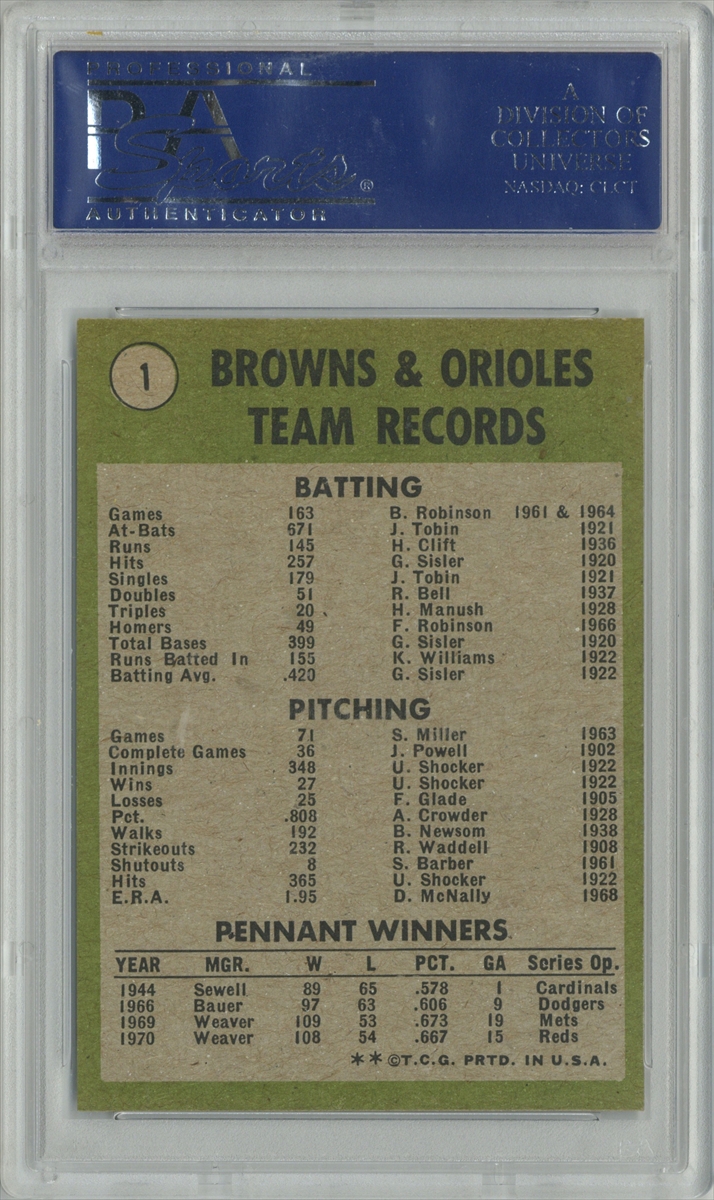 PROFESSIONAL
PSA
Sports®
AUTHENTICATOR
A
DIVISION OF
COLLECTORS
UNIVERSE
NASDAQ: CLCT
1
BROWNS & ORIOLES
TEAM RECORDS
BATTING
Games 163 B. Robinson 1961 & 1964
At-Bats 671 J. Tobin 1921
Runs 145 H. Clift 1936
Hits 257 G. Sisler 1920
Singles 179 J. Tobin 1921
Doubles 51 R. Bell 1937
Triples 20 H. Manush 1928
Homers 49 F. Robinson 1966
Total Bases 399 G. Sisler 1920
Runs Batted In 155 K. Williams 1922
Batting Avg. .420 G. Sisler 1922
PITCHING
Games 71 S. Miller 1963
Complete Games 36 J. Powell 1902
Innings 348 U. Shocker 1922
Wins 27 U. Shocker 1922
Losses 25 F. Glade 1905
Pct. .808 A. Crowder 1928
Walks 192 B. Newsom 1938
Strikeouts 232 R. Waddell 1908
Shutouts 8 S. Barber 1961
Hits 365 U. Shocker 1922
E.R.A. 1.95 D. McNally 1968
PENNANT WINNERS
YEAR MGR. W L PCT. GA Series Op.
1944 Sewell 89 65 .578 1 Cardinals
1966 Bauer 97 63 .606 9 Dodgers
1969 Weaver 109 53 .673 19 Mets
1970 Weaver 108 54 .667 15 Reds
**©T.C.G. PRTD. IN U.S.A.